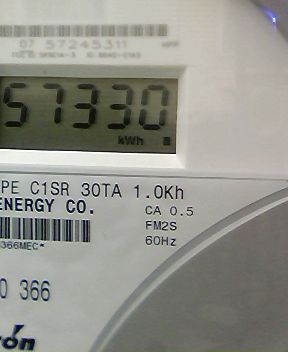 07 57245311
57330
kWh
PE C1SR 30TA 1.0Kh
ENERGY CO.
CA 0.5
FM2S
60Hz
366MEC*
0 366
rón